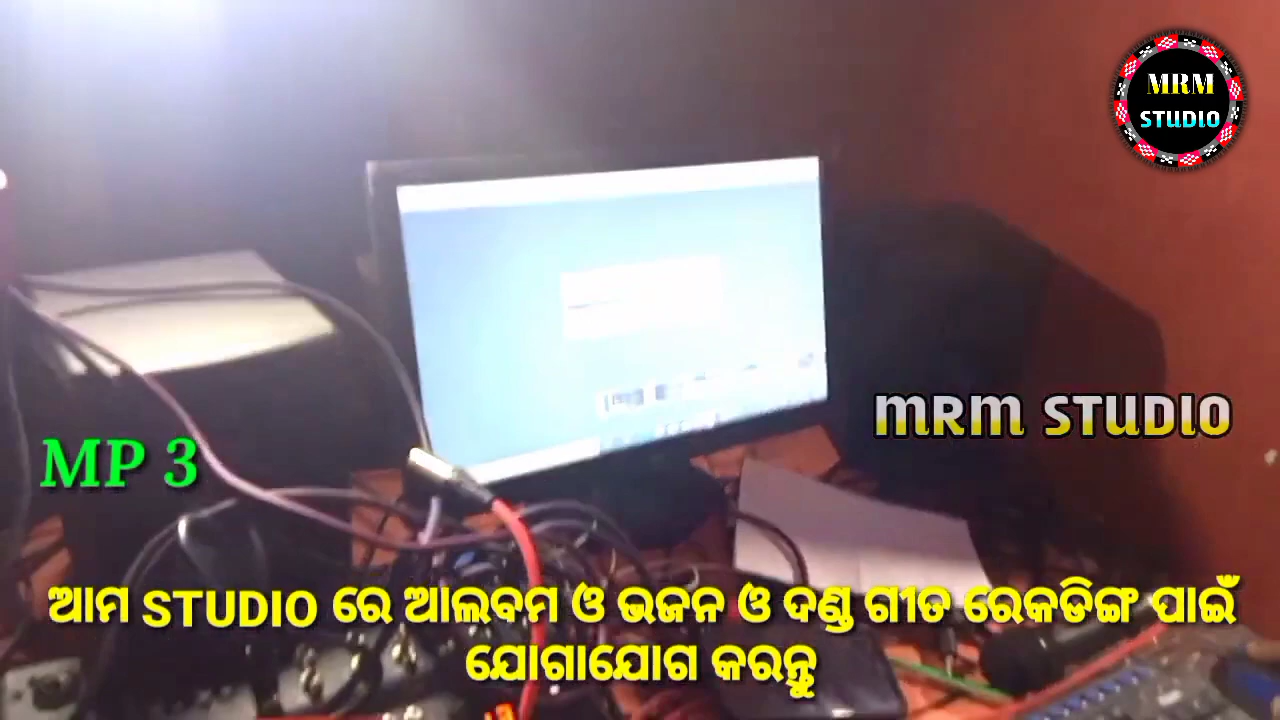 MRM
STUDIO
MRM STUDIO
MP 3
ଆମ STUDIO ରେ ଆଲବମ ଓ ଭଜନ ଓ ଦଣ୍ଡ ଗୀତ ରେକଡିଙ୍ଗ ପାଇଁ
ଯୋଗାଯୋଗ କରନ୍ତୁ